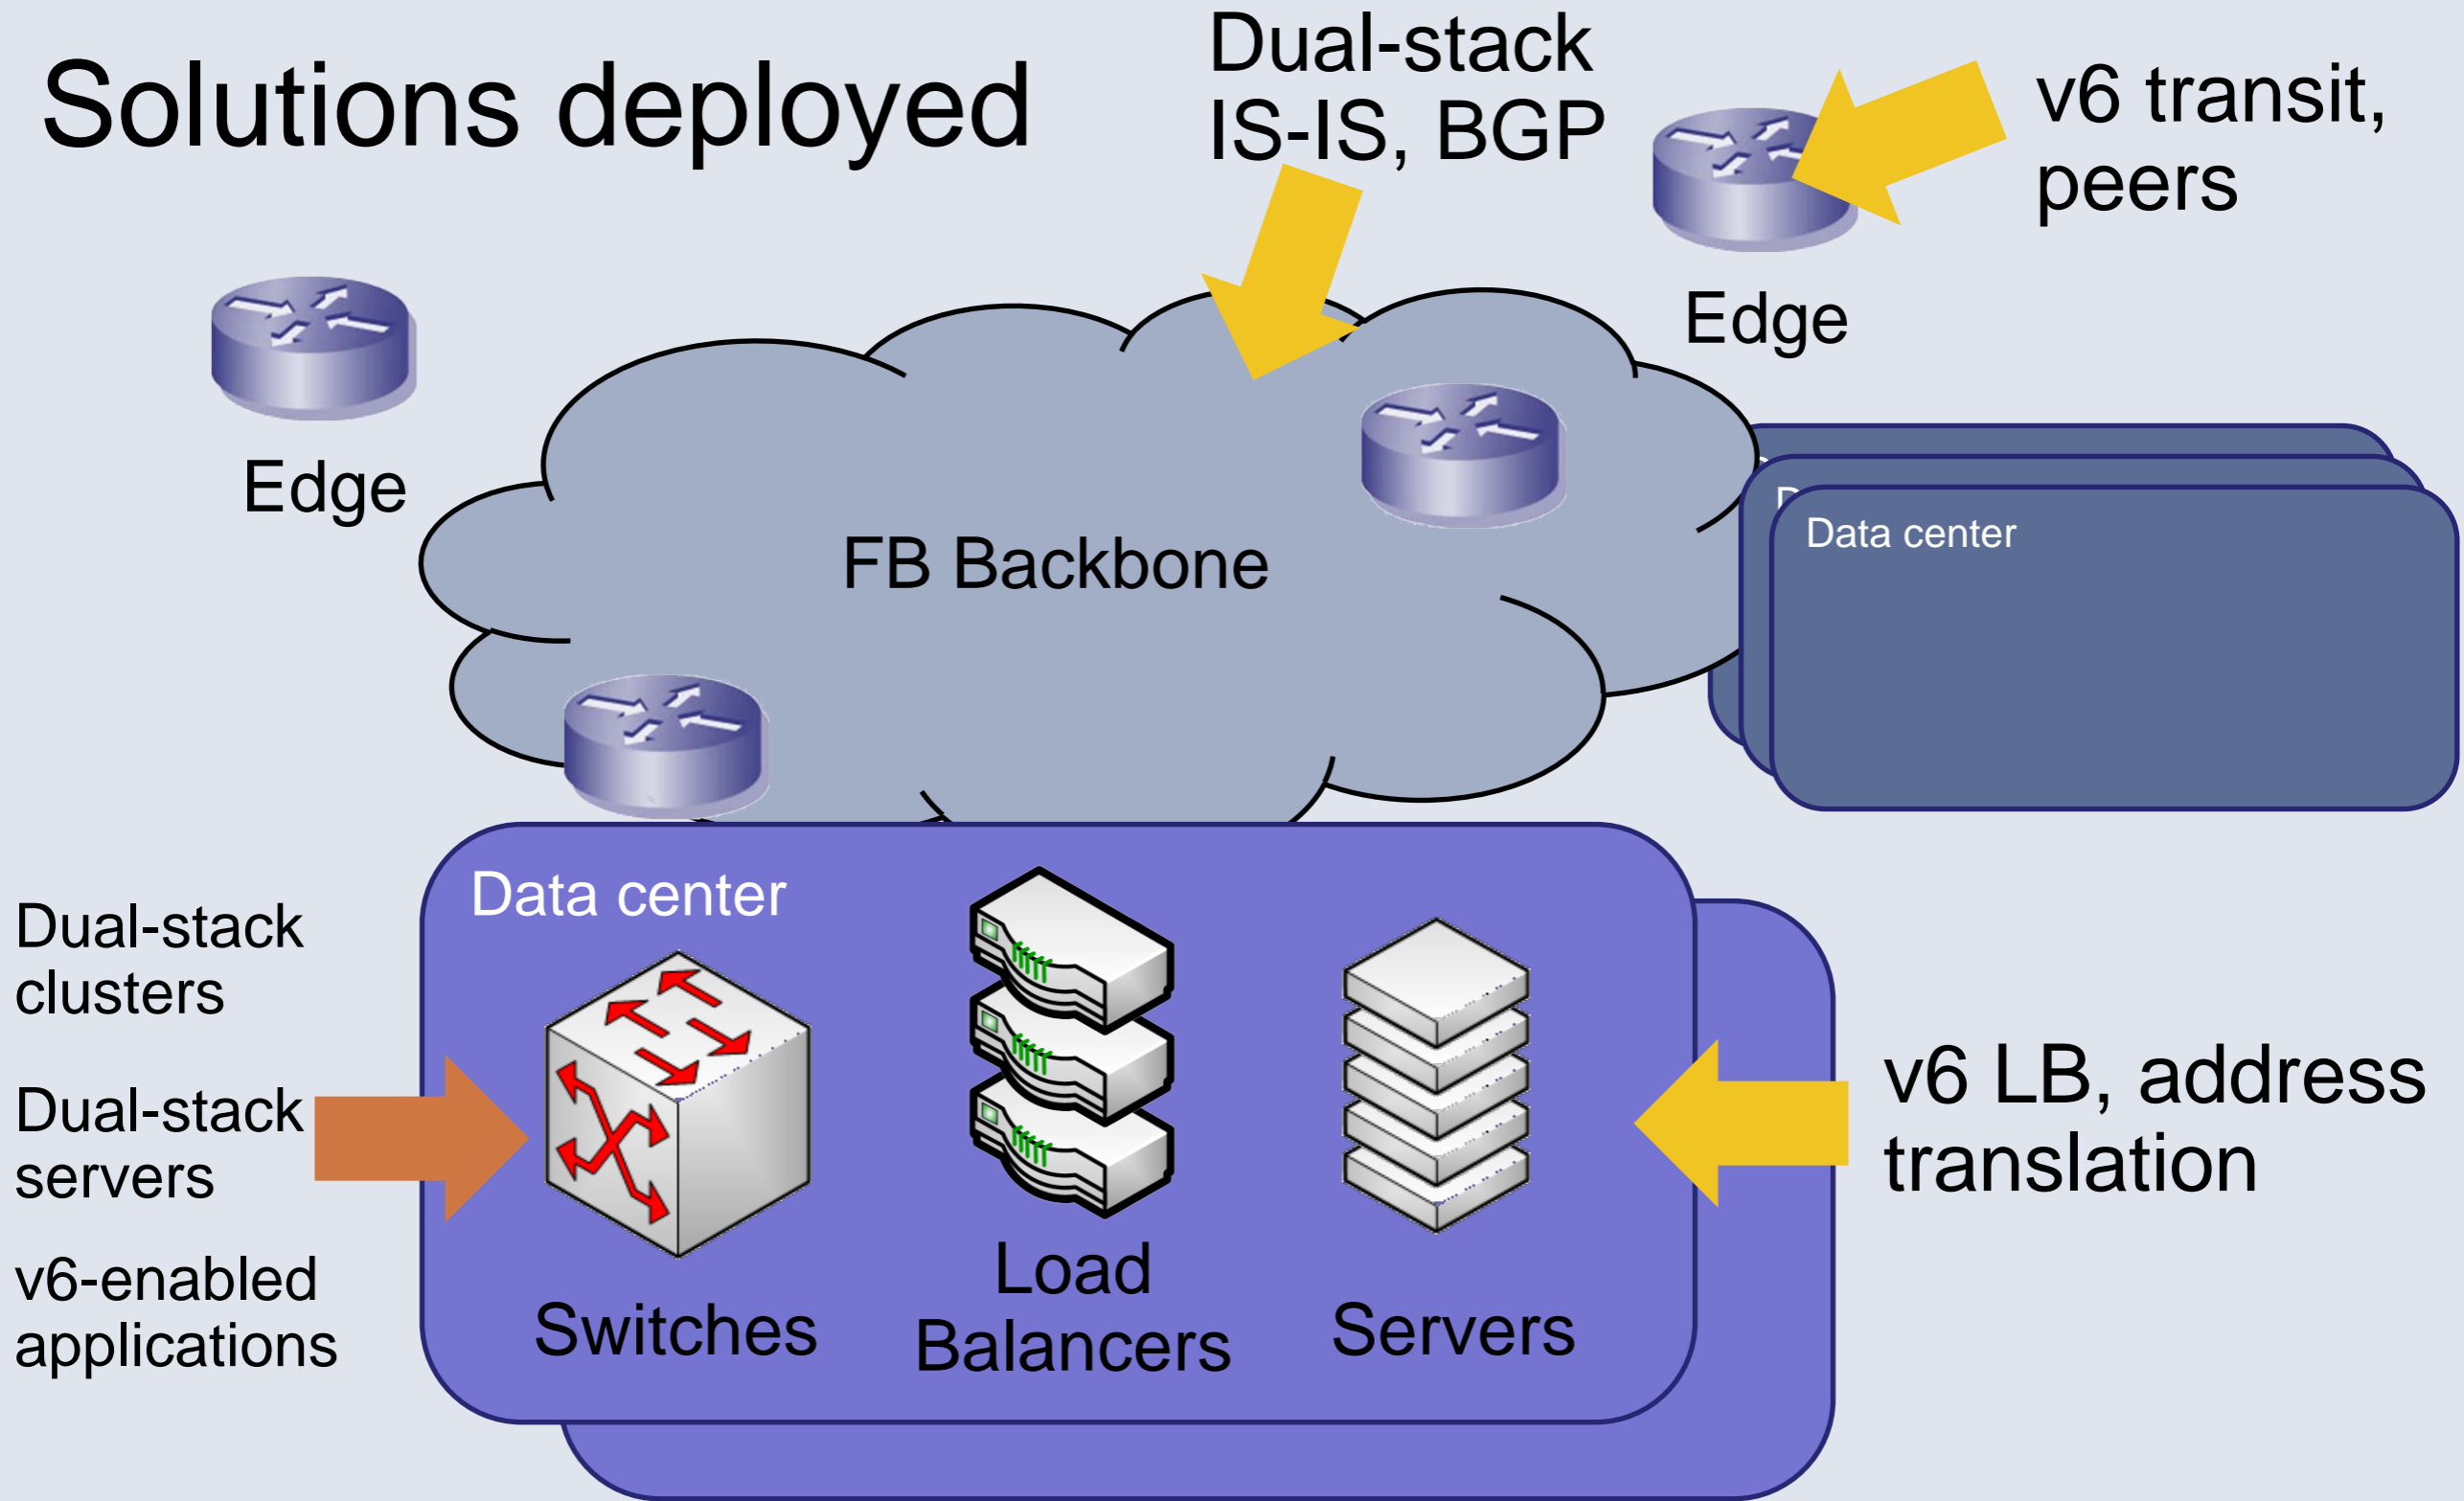 Solutions deployed
Dual-stack
IS-IS, BGP
v6 transit,
peers
Edge
Edge
FB Backbone
Data center
Data center
Dual-stack
clusters
Dual-stack
servers
v6-enabled
applications
Switches
Load
Balancers
Servers
v6 LB, address
translation